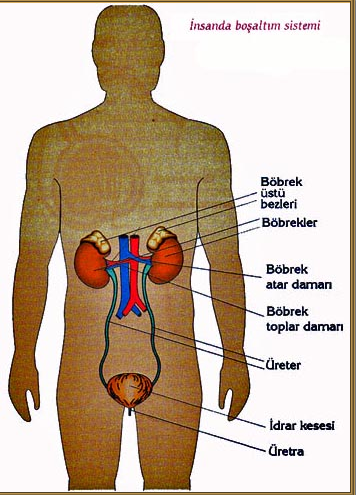 İnsanda boşaltım sistemi
Böbrek
üstü
bezleri
Böbrekler
Böbrek
atar damarı
Böbrek
toplar damarı
Üreter
İdrar kesesi
Üretra